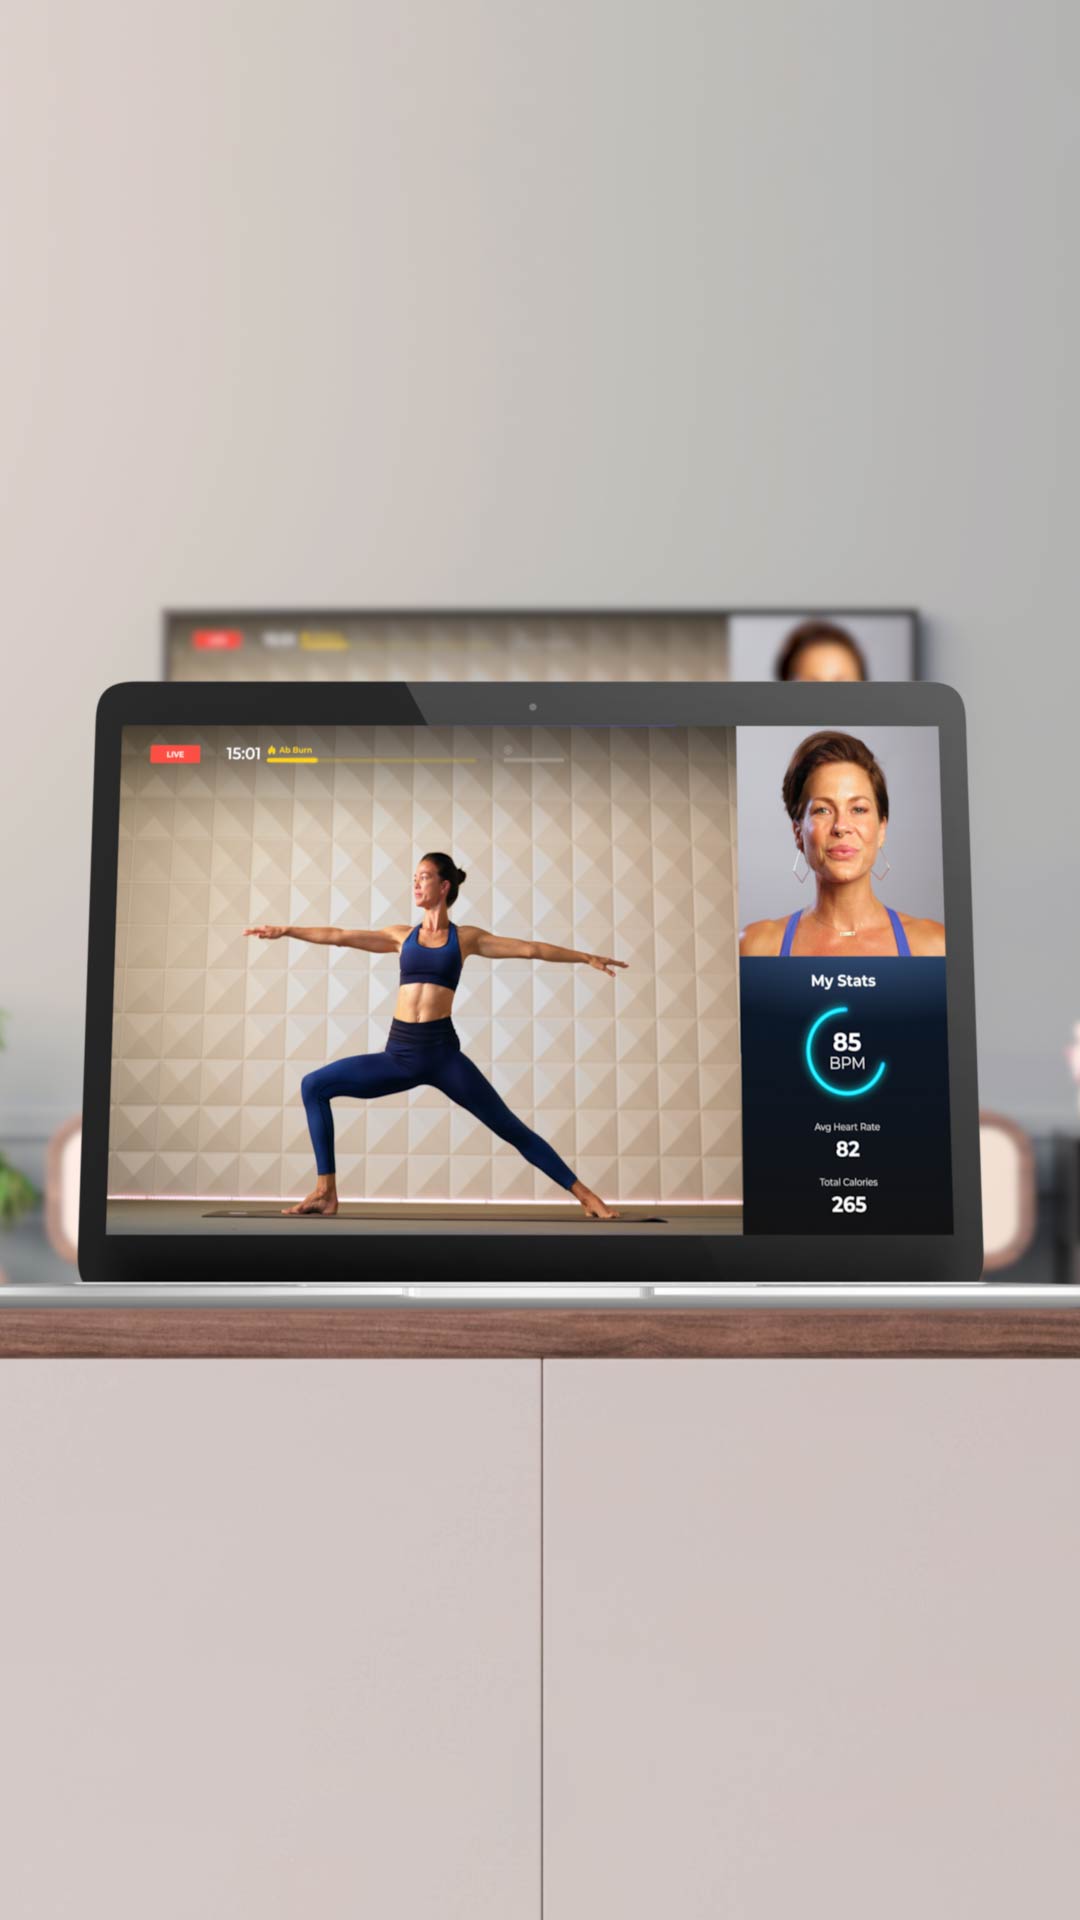 LIVE
15:01 Ab Burn
My Stats
85
BPM
Avg Heart Rate
82
Total Calories
265